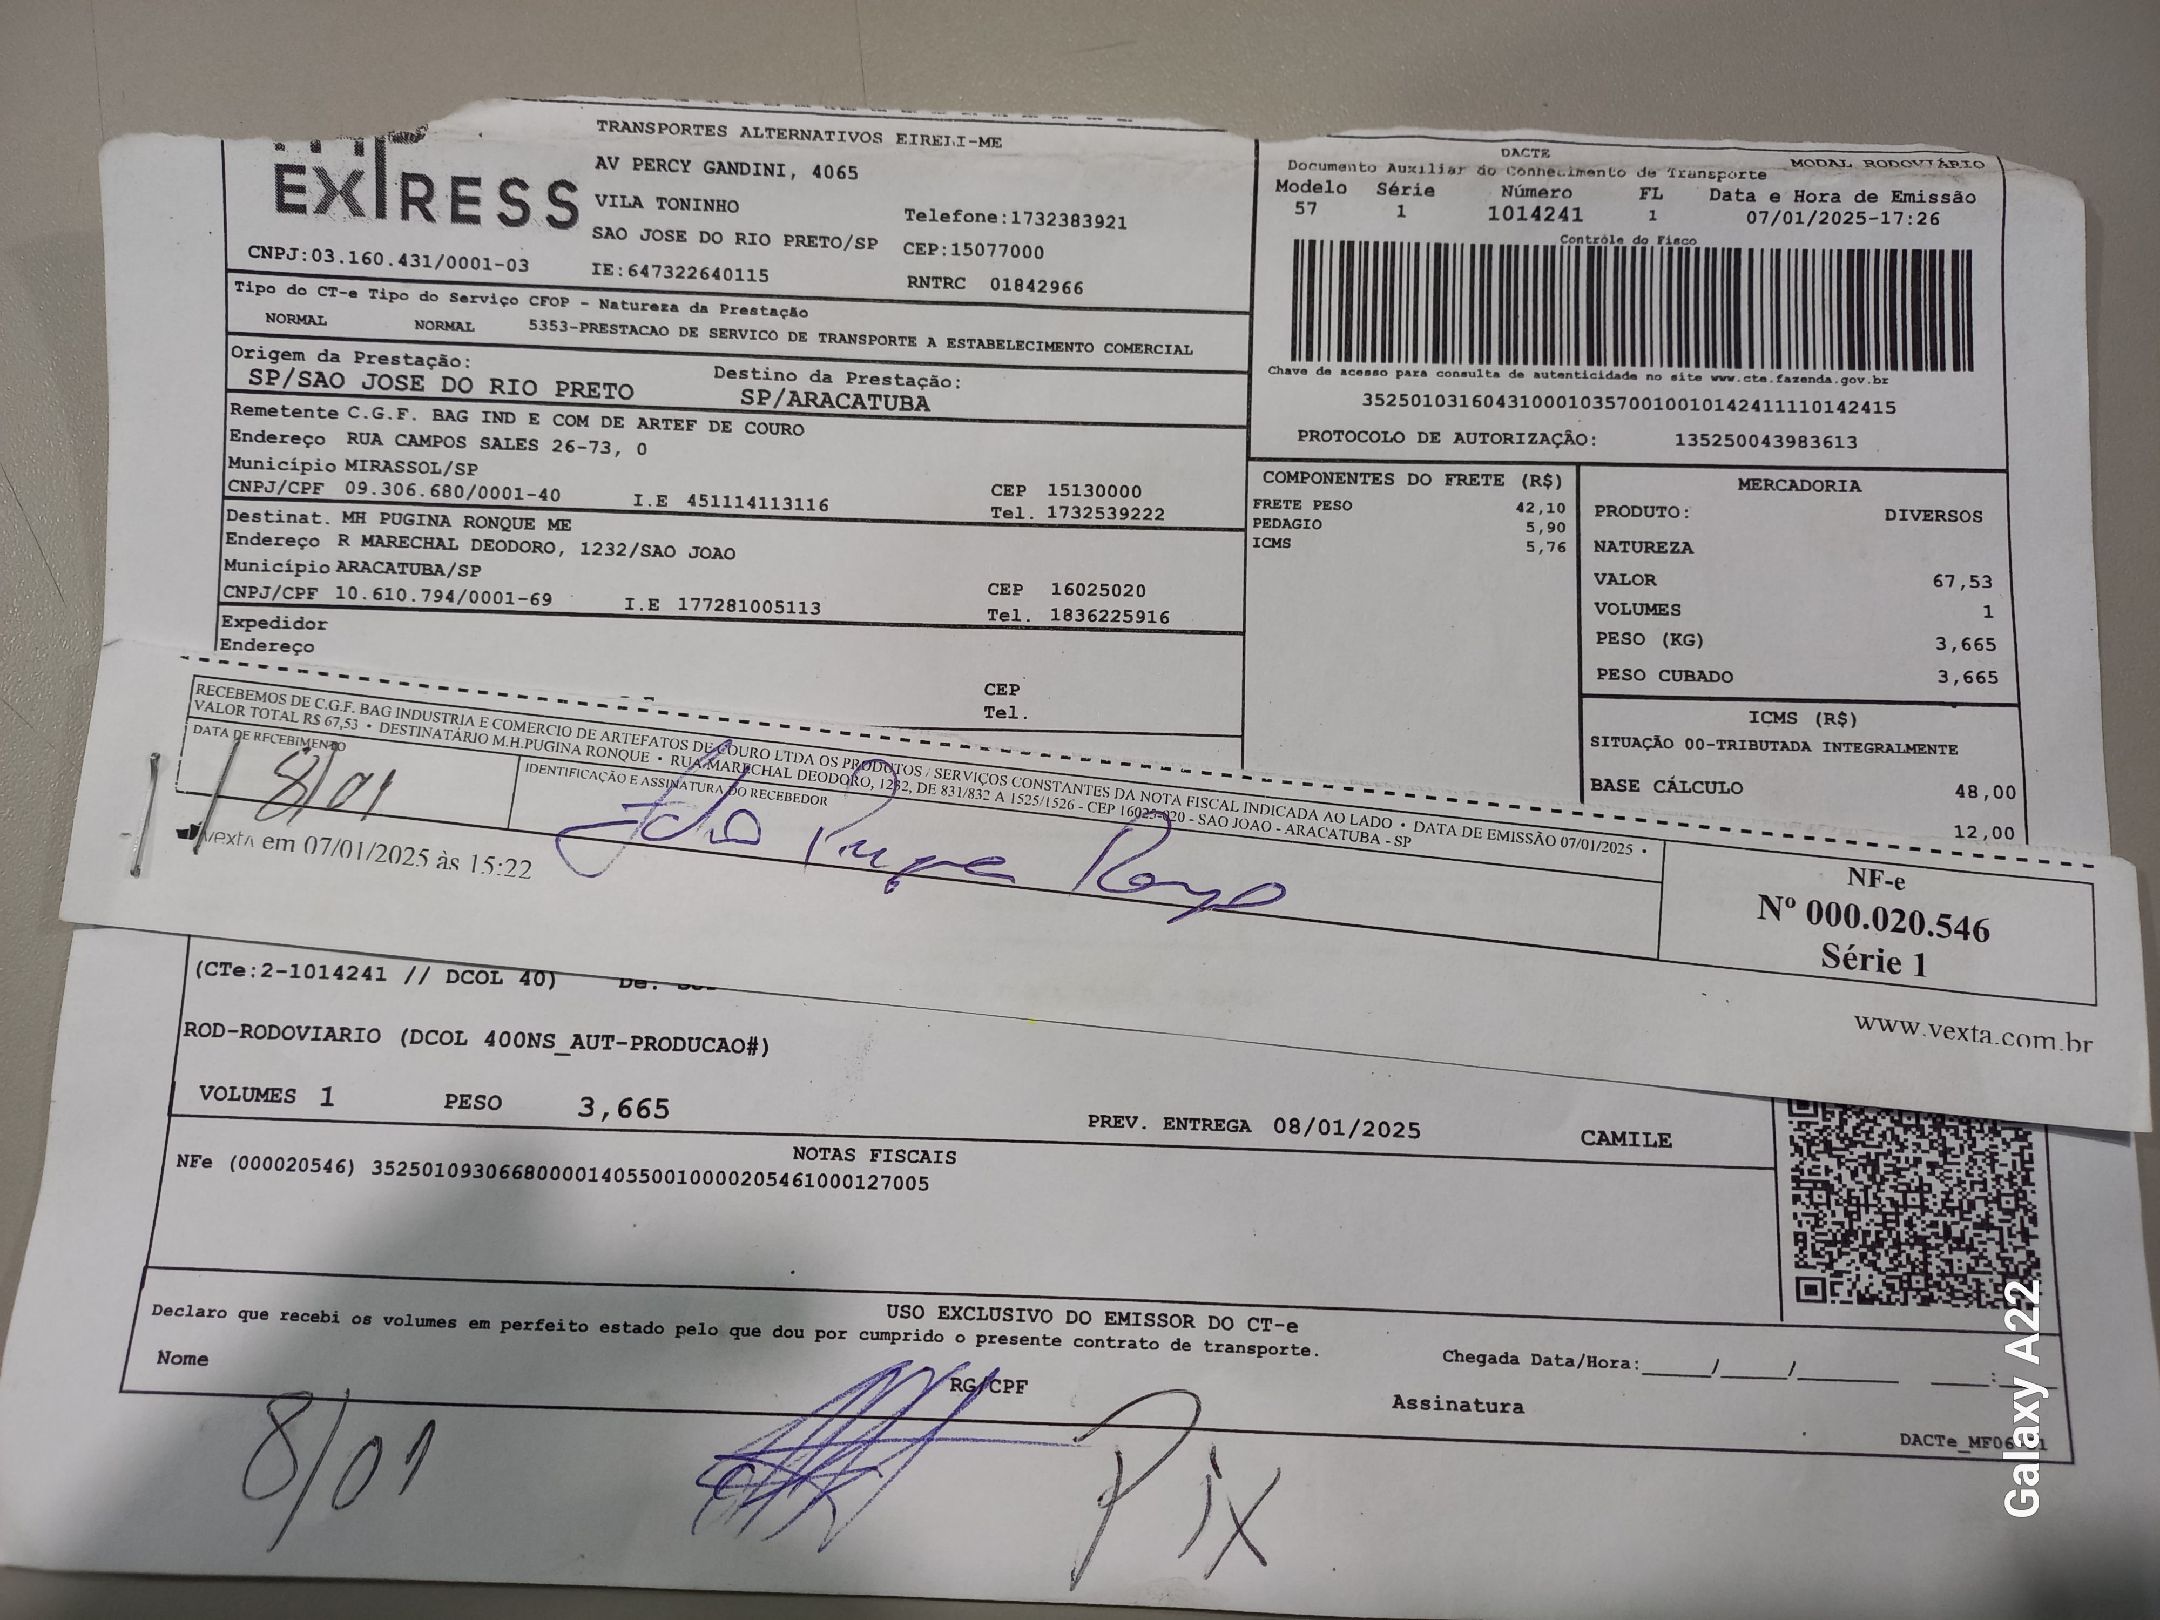 EXPRESS
TRANSPORTES ALTERNATIVOS EIRELI-ME
AV PERCY GANDINI, 4065
VILA TONINHO
Telefone:1732383921
SAO JOSE DO RIO PRETO/SP CEP:15077000
CNPJ:03.160.431/0001-03 IE:647322640115 RNTRC 01842966
DACTE
MODAL RODOVIÁRIO
Documento Auxiliar do Conhecimento de Transporte
Modelo Série Número FL Data e Hora de Emissão
57 1 1014241 1 07/01/2025-17:26
Contrôle do Fisco
Chave de acesso para consulta de autenticidade no site www.cte.fazenda.gov.br
35250103160431000103570010010142411110142415
PROTOCOLO DE AUTORIZAÇÂO: 135250043983613
Tipo do CT-e Tipo do Serviço CFOP - Natureza da Prestação
NORMAL NORMAL 5353-PRESTACAO DE SERVICO DE TRANSPORTE A ESTABELECIMENTO COMERCIAL
Origem da Prestação: Destino da Prestação:
SP/SAO JOSE DO RIO PRETO SP/ARACATUBA
Remetente C.G.F. BAG IND E COM DE ARTEF DE COURO
Endereço RUA CAMPOS SALES 26-73, 0
Município MIRASSOL/SP CEP 15130000
CNPJ/CPF 09.306.680/0001-40 I.E 451114113116 Tel. 1732539222
Destinat. MH PUGINA RONQUE ME
Endereço R MARECHAL DEODORO, 1232/SAO JOAO
Município ARACATUBA/SP CEP 16025020
CNPJ/CPF 10.610.794/0001-69 I.E 177281005113 Tel. 1836225916
Expedidor
Endereço
CEP
Tel.
COMPONENTES DO FRETE (R$)
FRETE PESO 42,10
PEDAGIO 5,90
ICMS 5,76
MERCADORIA
PRODUTO: DIVERSOS
NATUREZA
VALOR 67,53
VOLUMES 1
PESO (KG) 3,665
PESO CUBADO 3,665
ICMS (R$)
SITUAÇÃO 00-TRIBUTADA INTEGRALMENTE
BASE CÁLCULO 48,00
12,00
RECEBEMOS DE C.G.F. BAG INDUSTRIA E COMERCIO DE ARTEFATOS DE COURO LTDA OS PRODUTOS / SERVIÇOS CONSTANTES DA NOTA FISCAL INDICADA AO LADO • DATA DE EMISSÃO 07/01/2025 •
VALOR TOTAL R$ 67,53 • DESTINATÁRIO M.H.PUGINA RONQUE • RUA MARECHAL DEODORO, 1232, DE 831/832 A 1525/1526 - CEP 16025-020 - SAO JOAO - ARACATUBA - SP
DATA DE RECEBIMENTO
8/01
IDENTIFICAÇÃO E ASSINATURA DO RECEBEDOR
NF-e
Nº 000.020.546
Série 1
vexta em 07/01/2025 às 15:22
www.vexta.com.br
(CTe:2-1014241 // DCOL 40)
ROD-RODOVIARIO (DCOL 400NS_AUT-PRODUCAO#)
VOLUMES 1 PESO 3,665 PREV. ENTREGA 08/01/2025 CAMILE
NOTAS FISCAIS
NFe (000020546) 35250109306680000140550010000205461000127005
USO EXCLUSIVO DO EMISSOR DO CT-e
Declaro que recebi os volumes em perfeito estado pelo que dou por cumprido o presente contrato de transporte.
Nome RG/CPF Assinatura
Chegada Data/Hora:____/____/______ ____:
8/01 Pix
Galaxy A22